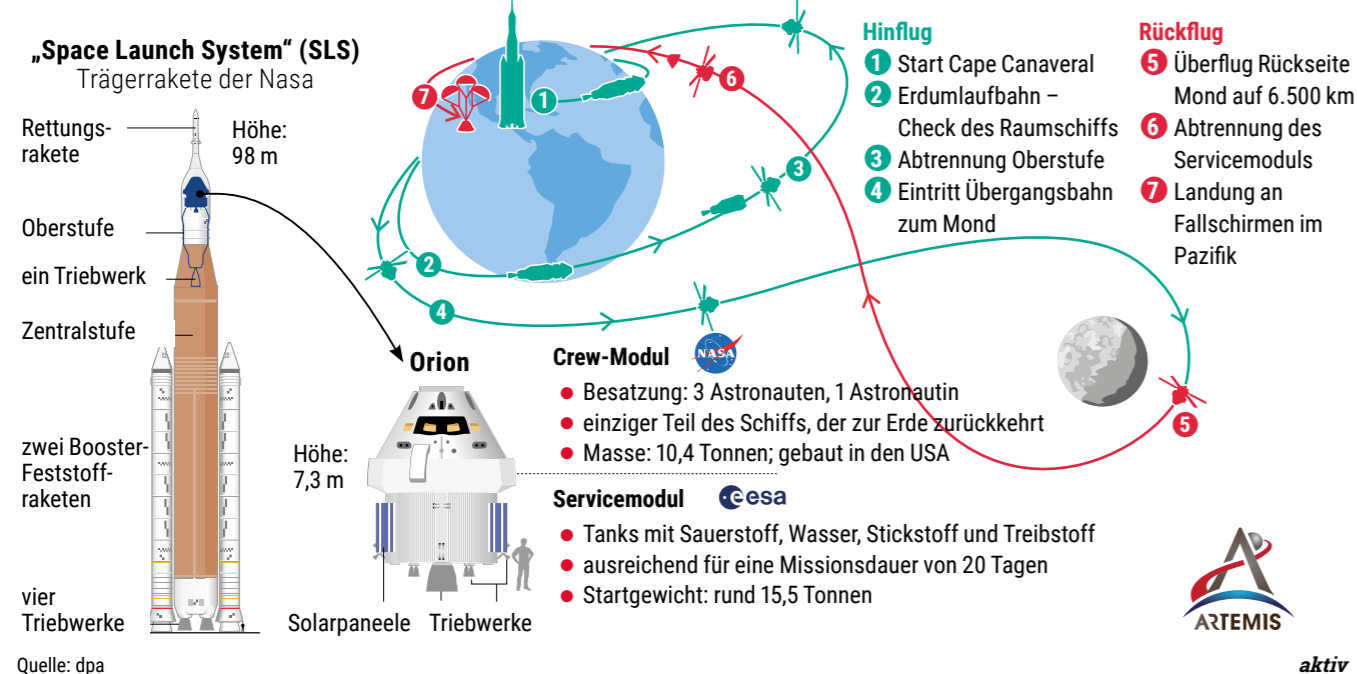 „Space Launch System“ (SLS)
Trägerrakete der Nasa
Rettungs-
rakete
Höhe:
98 m
Oberstufe
ein Triebwerk
Zentralstufe
zwei Booster-
Feststoff-
raketen
vier
Triebwerke
1
2
3
4
5
6
7
Hinflug
1 Start Cape Canaveral
2 Erdumlaufbahn –
Check des Raumschiffs
3 Abtrennung Oberstufe
4 Eintritt Übergangsbahn
zum Mond
Rückflug
5 Überflug Rückseite
Mond auf 6.500 km
6 Abtrennung des
Servicemoduls
7 Landung an
Fallschirmen im
Pazifik
Orion
Höhe:
7,3 m
Solarpaneele
Triebwerke
Crew-Modul
NASA
• Besatzung: 3 Astronauten, 1 Astronautin
• einziger Teil des Schiffs, der zur Erde zurückkehrt
• Masse: 10,4 Tonnen; gebaut in den USA
Servicemodul
esa
• Tanks mit Sauerstoff, Wasser, Stickstoff und Treibstoff
• ausreichend für eine Missionsdauer von 20 Tagen
• Startgewicht: rund 15,5 Tonnen
ARTEMIS
Quelle: dpa
aktiv